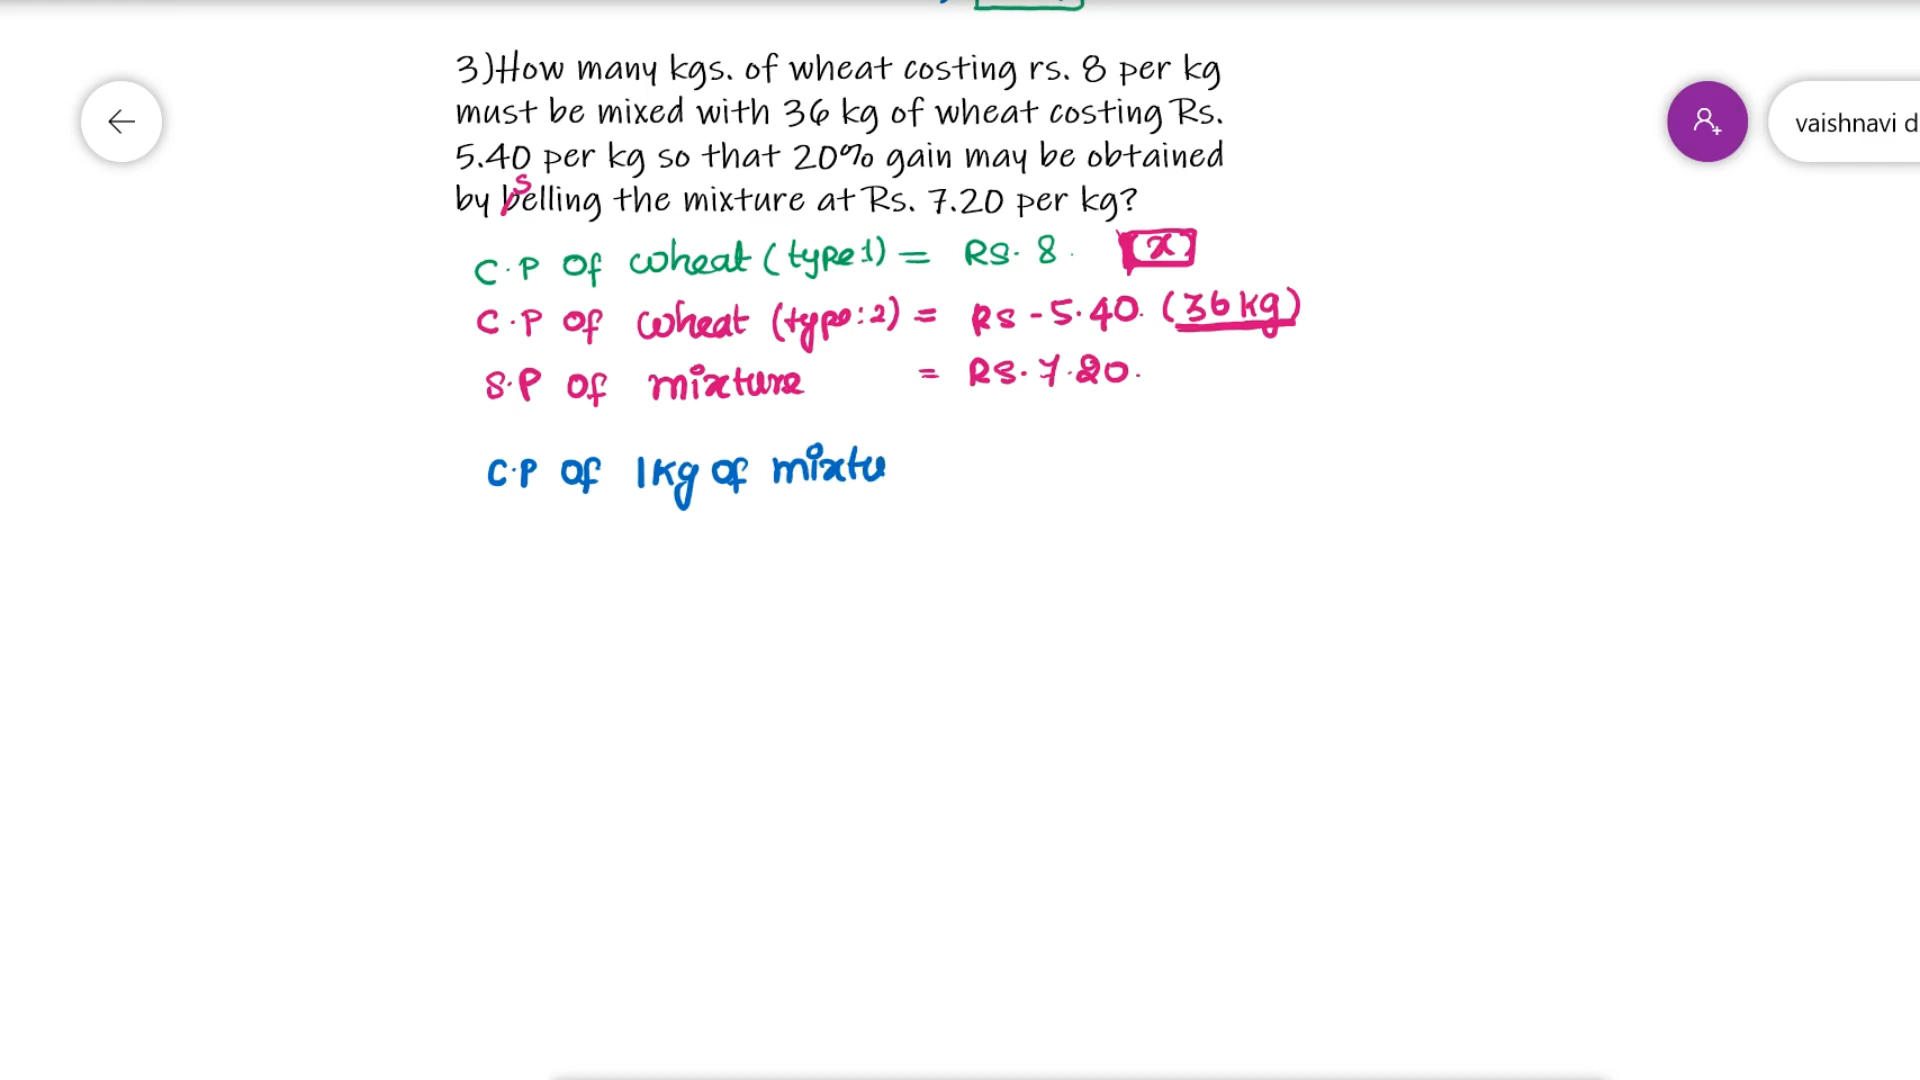 3)How many kgs. of wheat costing rs. 8 per kg
must be mixed with 36 kg of wheat costing Rs.
5.40 per kg so that 20% gain may be obtained
by selling the mixture at Rs. 7.20 per kg?
vaishnavi d
C.P of wheat (type 1) = RS. 8. (x)
C.P of wheat (type:2) = RS - 5.40. (36 kg)
S.P of mixture = RS. 7.20.
C.P of 1kg of mixtu